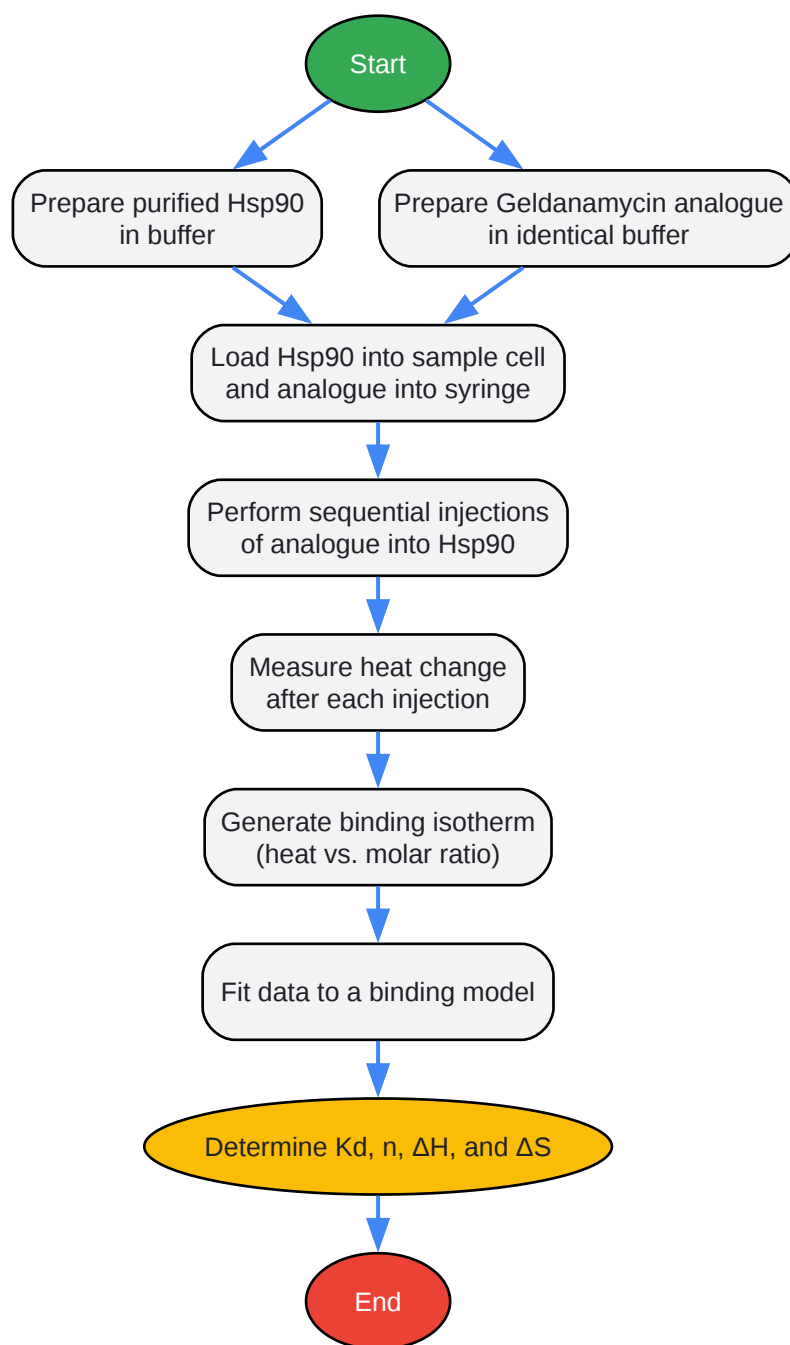 Start
Prepare purified Hsp90
in buffer
Prepare Geldanamycin analogue
in identical buffer
Load Hsp90 into sample cell
and analogue into syringe
Perform sequential injections
of analogue into Hsp90
Measure heat change
after each injection
Generate binding isotherm
(heat vs. molar ratio)
Fit data to a binding model
Determine Kd, n, ΔH, and ΔS
End